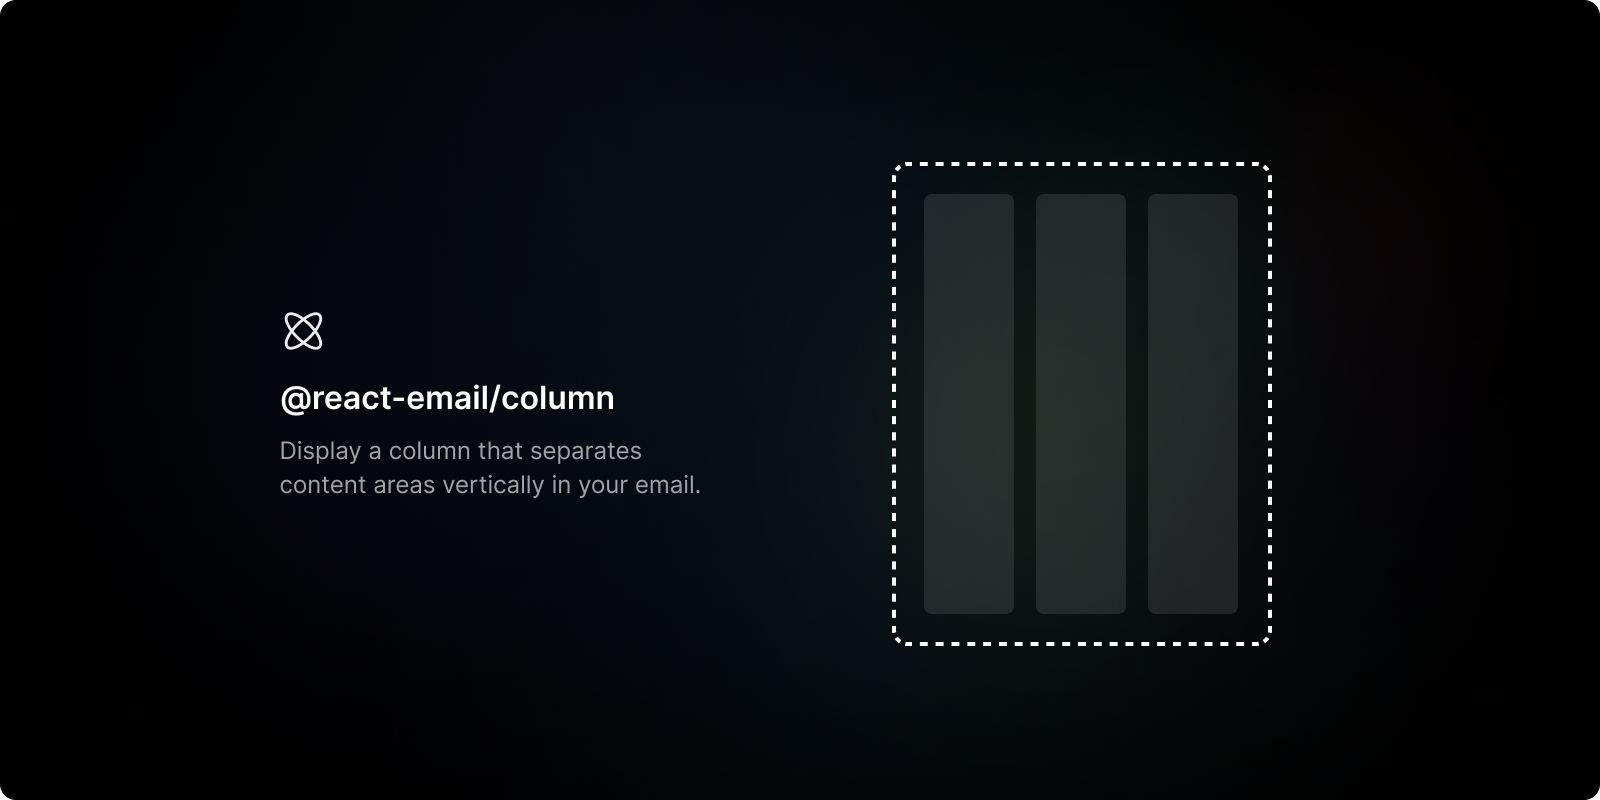 @react-email/column
Display a column that separates
content areas vertically in your email.